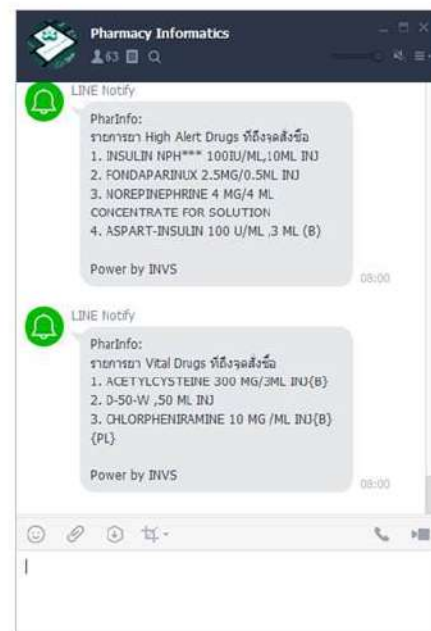 Pharmacy Informatics
63
LINE Notify
PharInfo:
รายการยา High Alert Drugs ที่ถึงจุดสั่งซื้อ
1. INSULIN NPH*** 100IU/ML,10ML INJ
2. FONDAPARINUX 2.5MG/0.5ML INJ
3. NOREPINEPHRINE 4 MG/4 ML
CONCENTRATE FOR SOLUTION
4. ASPART-INSULIN 100 U/ML ,3 ML (B)
Power by INVS
08:00
LINE Notify
PharInfo:
รายการยา Vital Drugs ที่ถึงจุดสั่งซื้อ
1. ACETYLCYSTEINE 300 MG/3ML INJ{B}
2. D-50-W ,50 ML INJ
3. CHLORPHENIRAMINE 10 MG /ML INJ{B}
{PL}
Power by INVS
08:00